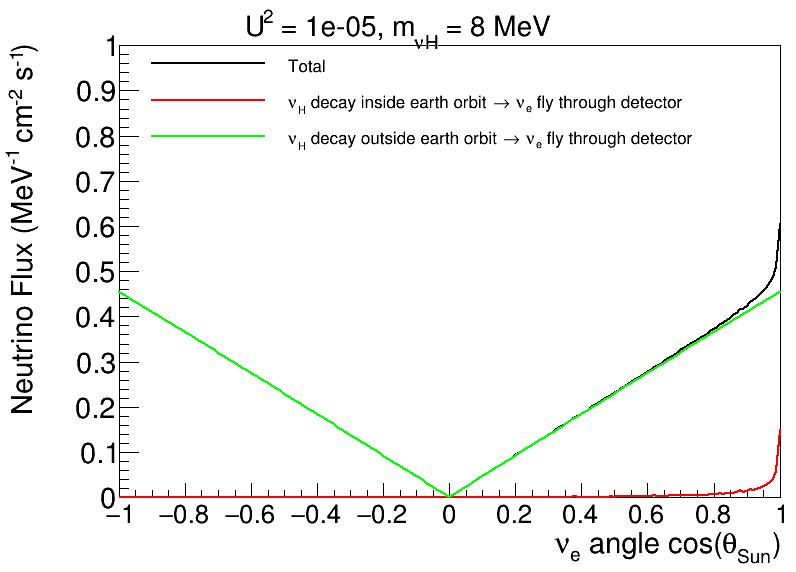 U² = 1e-05, m_νH = 8 MeV
Neutrino Flux (MeV⁻¹ cm⁻² s⁻¹)
1
0.9
0.8
0.7
0.6
0.5
0.4
0.3
0.2
0.1
0
Total
ν_H decay inside earth orbit → ν_e fly through detector
ν_H decay outside earth orbit → ν_e fly through detector
−1 −0.8 −0.6 −0.4 −0.2 0 0.2 0.4 0.6 0.8 1
ν_e angle cos(θ_Sun)